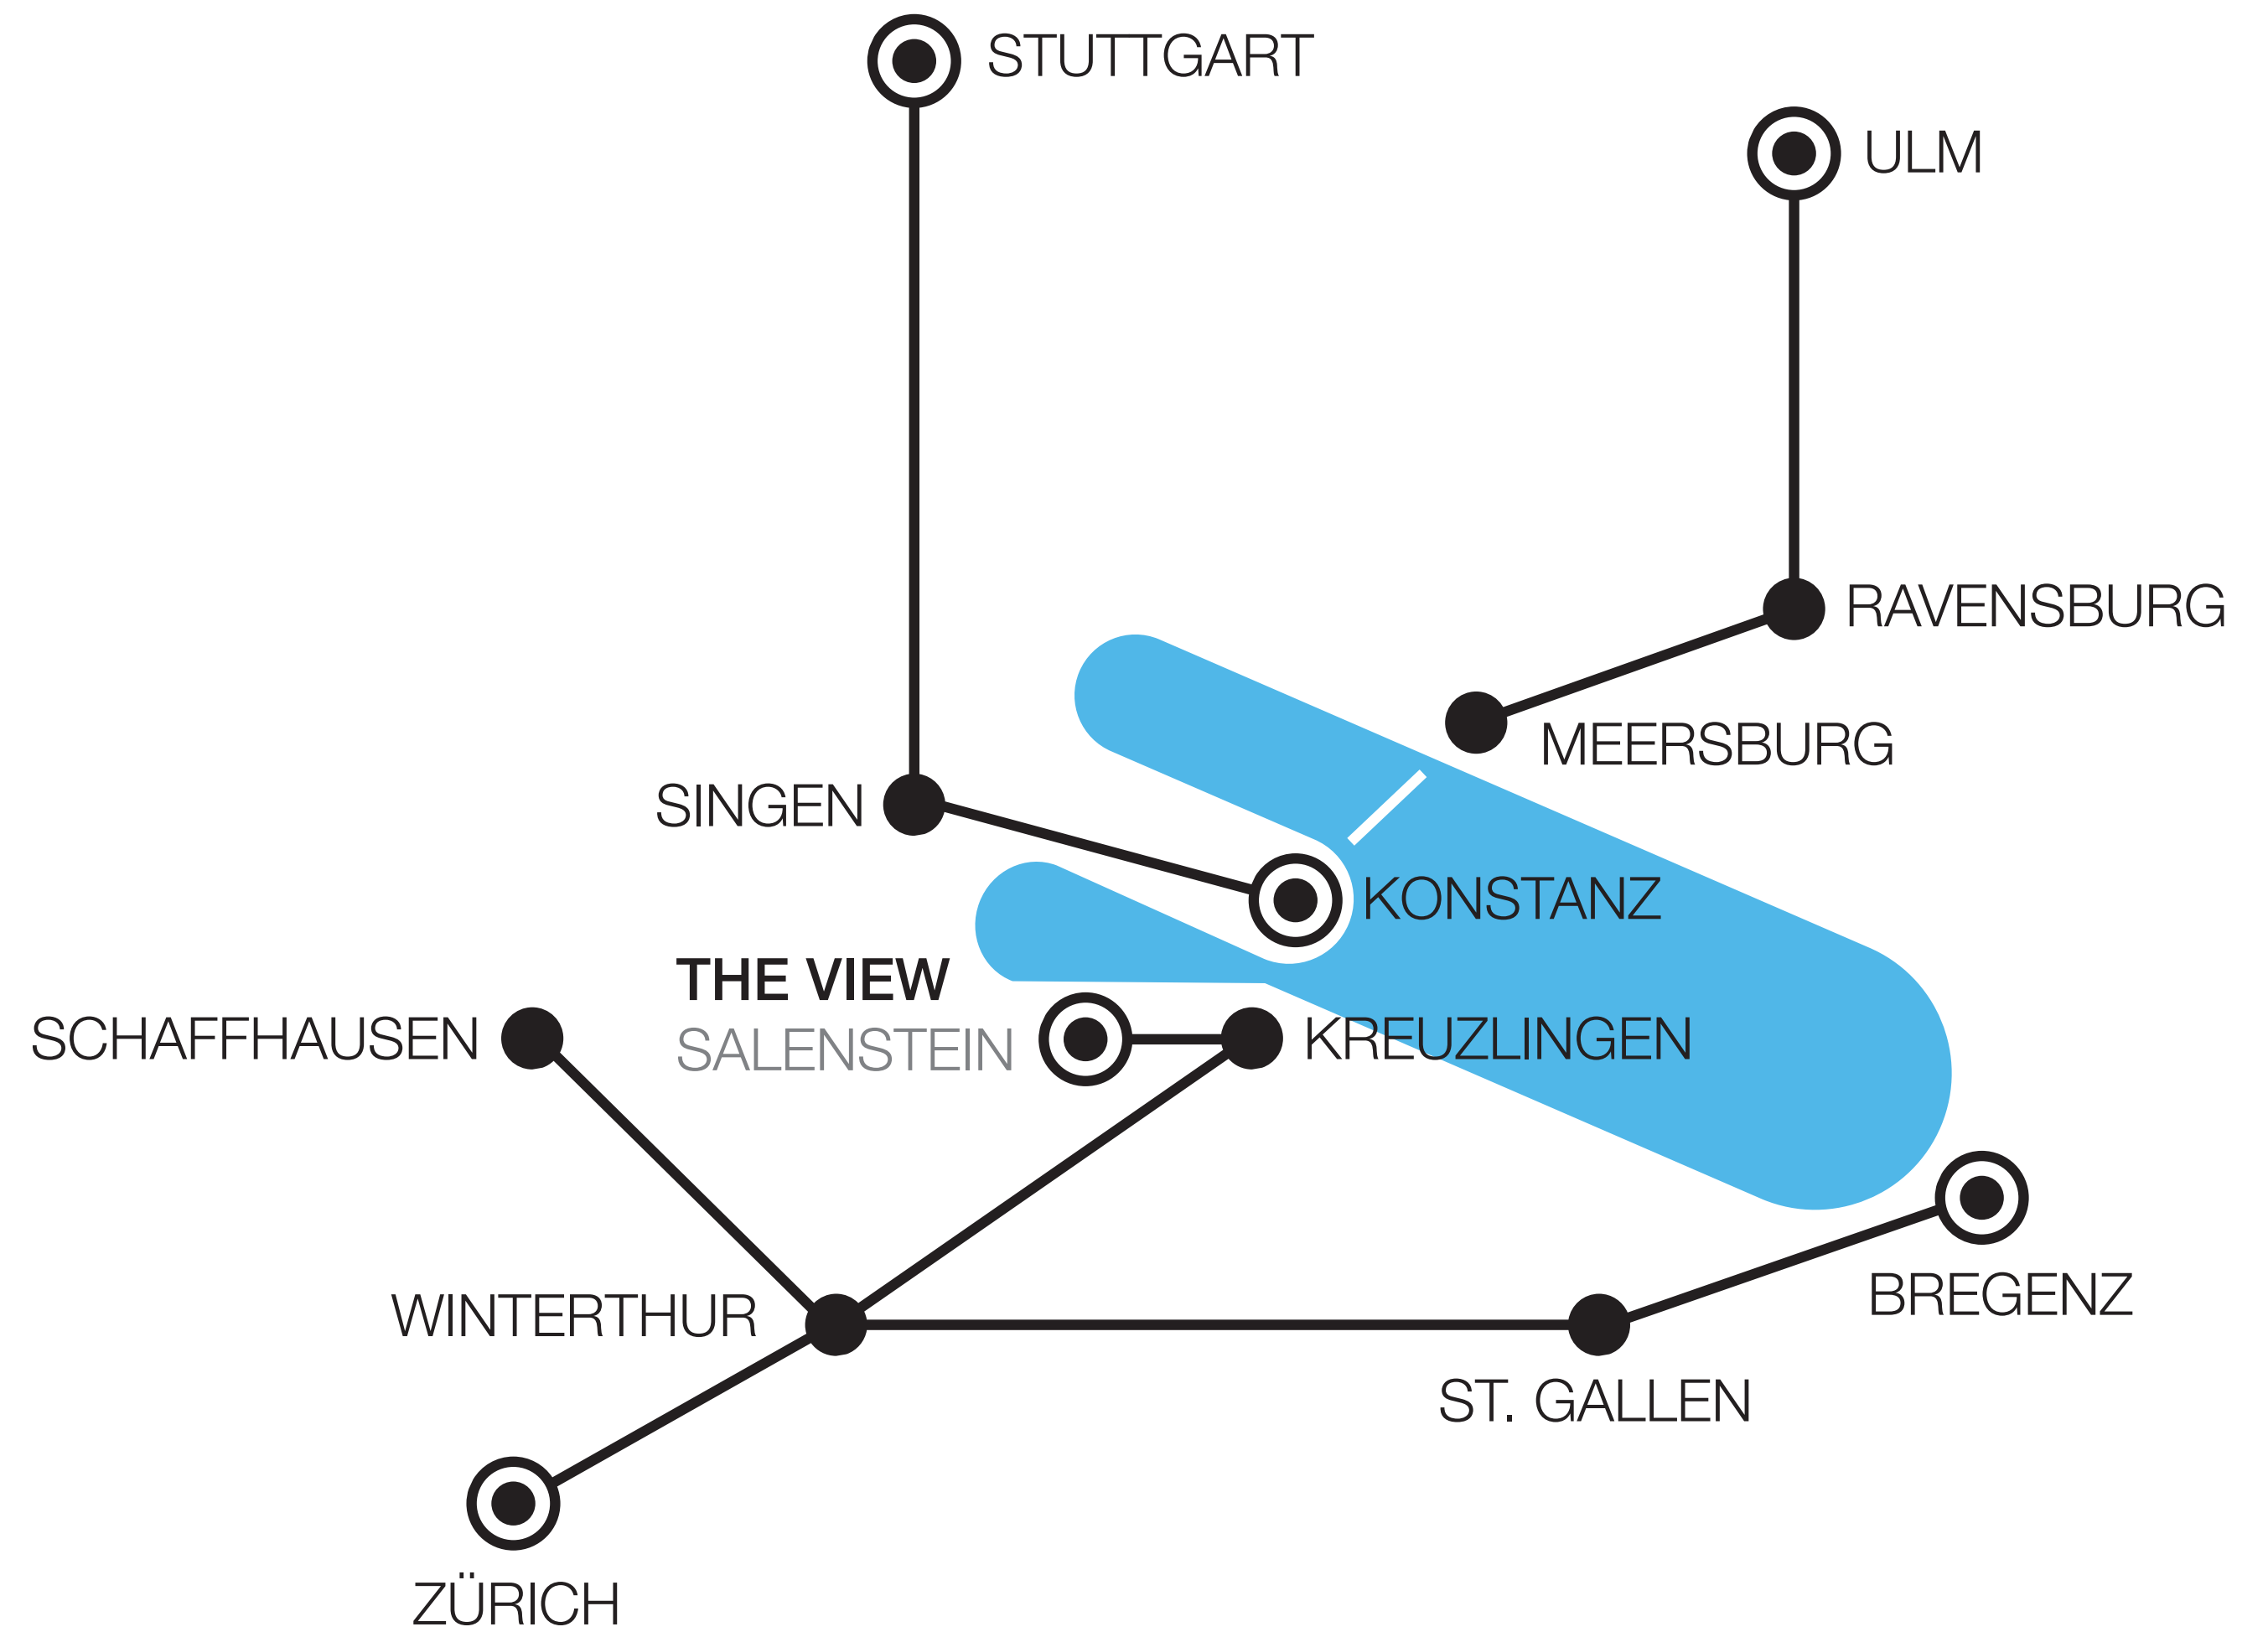 STUTTGART
ULM
RAVENSBURG
MEERSBURG
SINGEN
KONSTANZ
THE VIEW
SALENSTEIN
SCHAFFHAUSEN
KREUZLINGEN
WINTERTHUR
BREGENZ
ST. GALLEN
ZÜRICH